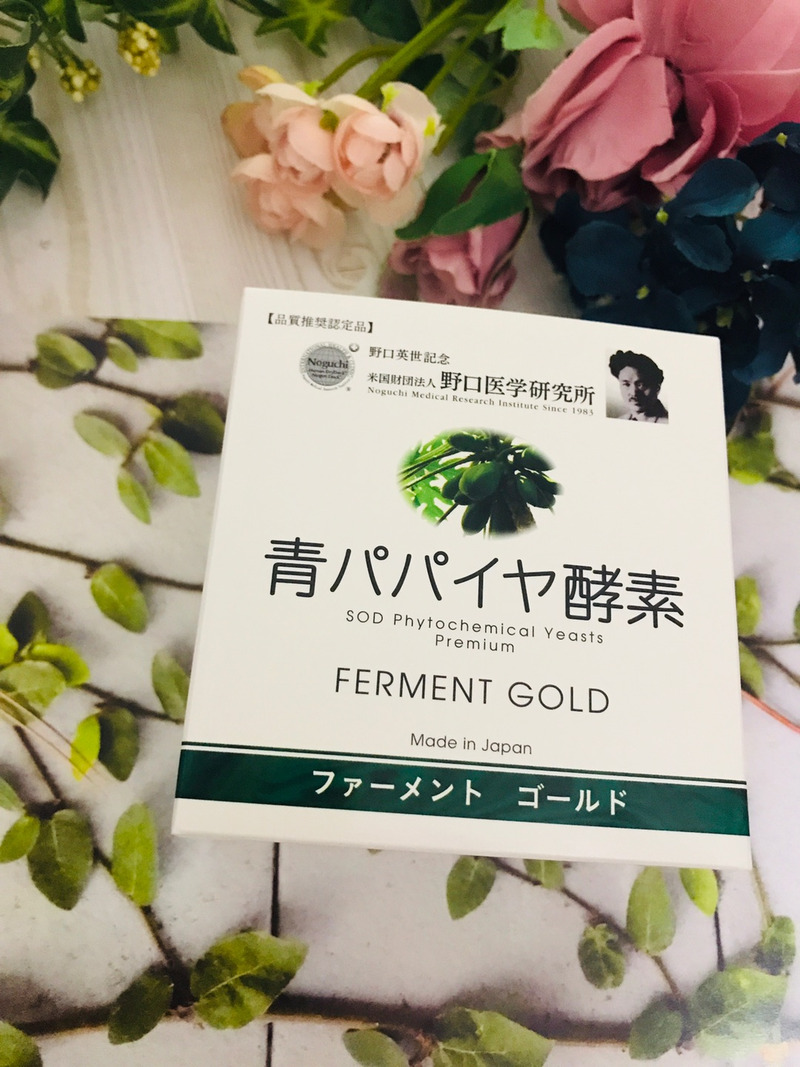 【品質推奨認定品】
Noguchi
野口英世記念
米国財団法人 野口医学研究所
Noguchi Medical Research Institute Since 1983
青パパイヤ酵素
SOD Phytochemical Yeasts
Premium
FERMENT GOLD
Made in Japan
ファーメント ゴールド